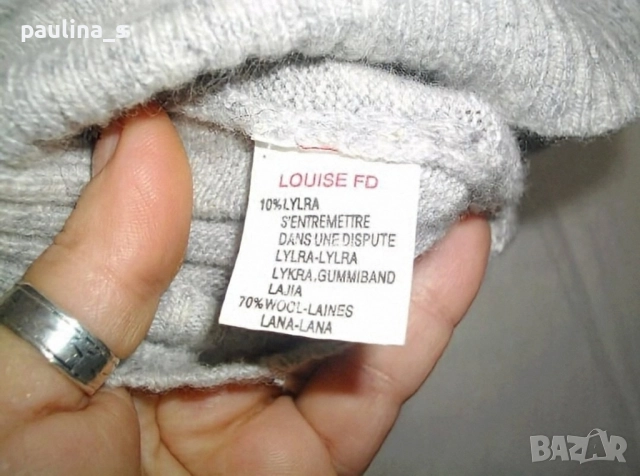 paulina_s
LOUISE FD
10%LYLRA
S'ENTREMETTRE
DANS UNE DISPUTE
LYLRA-LYLRA
LYKRA,GUMMIBAND
LAJIA
70%WOOL-LAINES
LANA-LANA
BAZAR